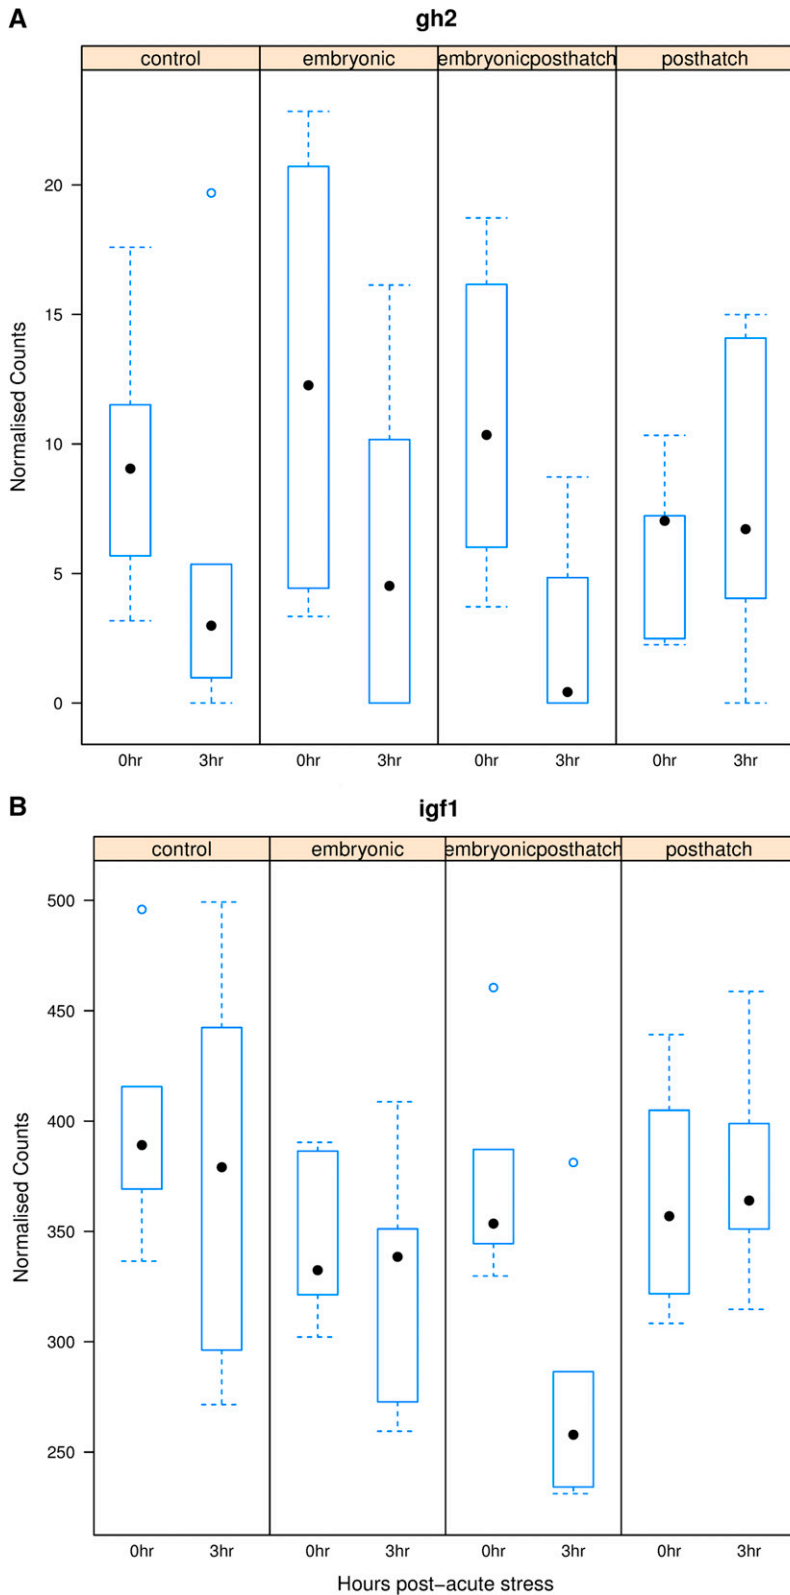 A
gh2
control embryonic embryonicposthatch posthatch
20
15
10
5
0
Normalised Counts
0hr 3hr 0hr 3hr 0hr 3hr 0hr 3hr
B
igf1
control embryonic embryonicposthatch posthatch
500
450
400
350
300
250
Normalised Counts
0hr 3hr 0hr 3hr 0hr 3hr 0hr 3hr
Hours post−acute stress